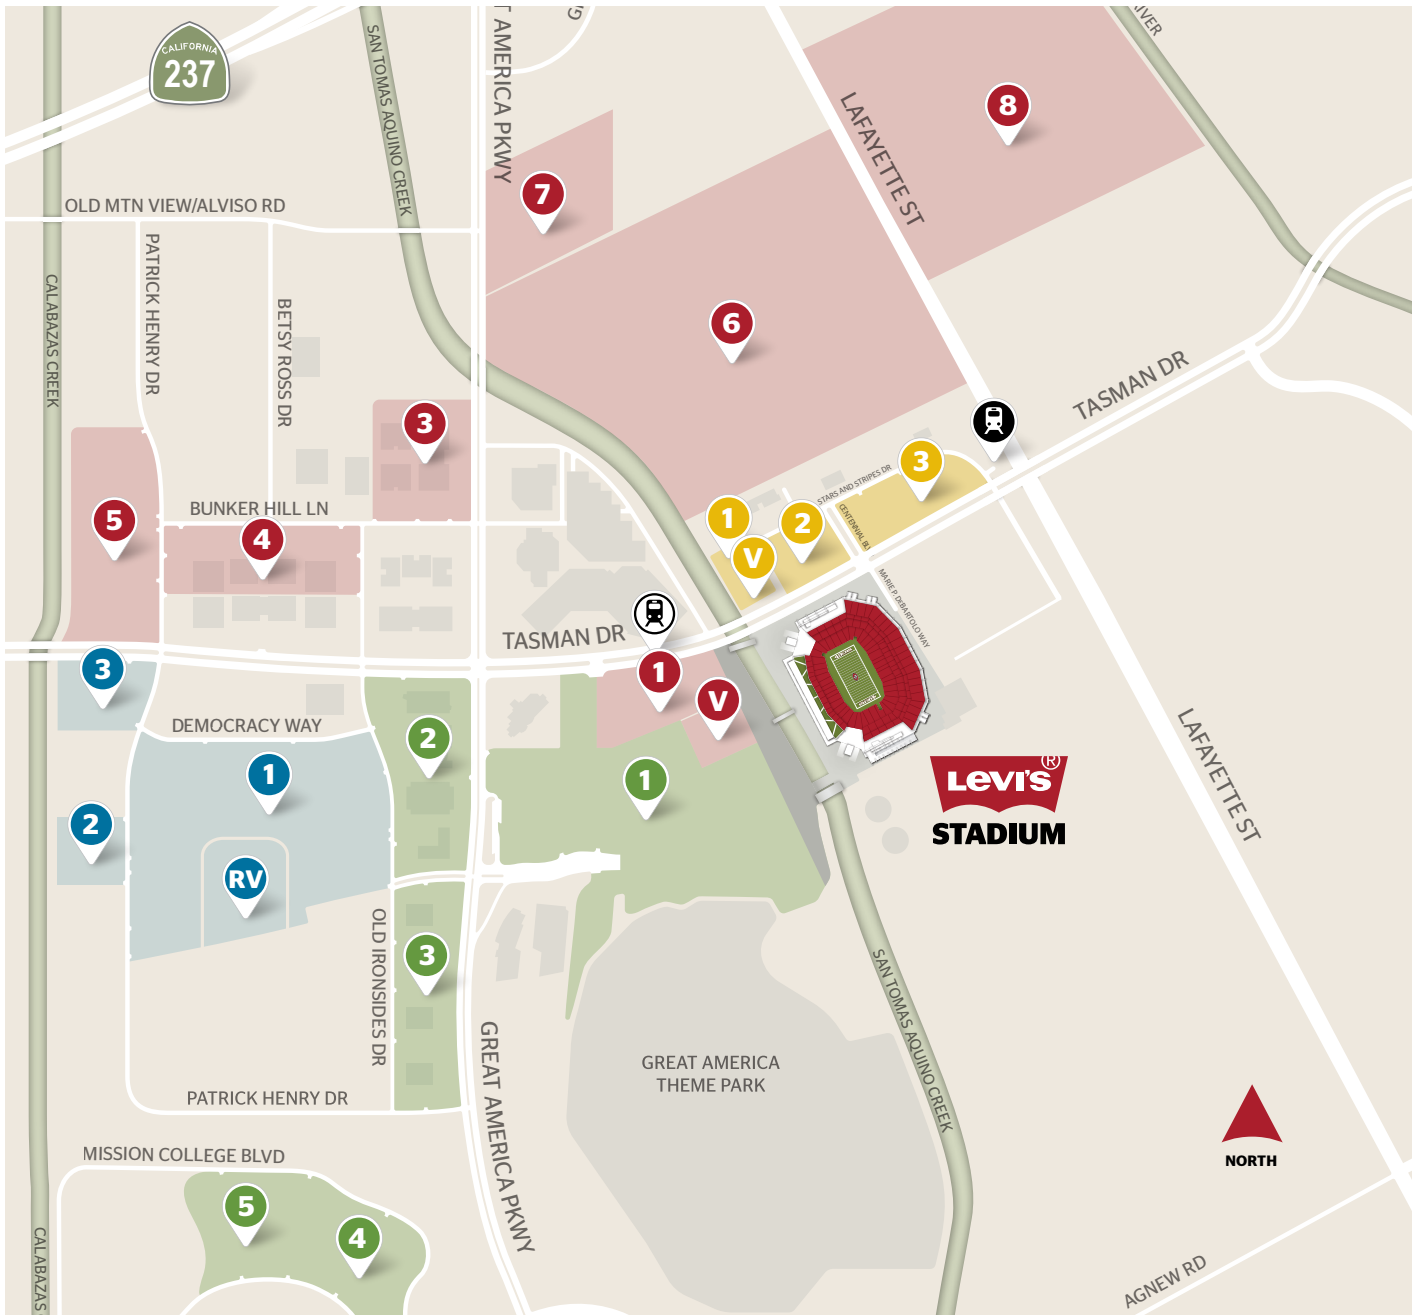 CALIFORNIA
237
SAN TOMAS AQUINO CREEK
T AMERICA PKWY
G
IVER
8
LAFAYETTE ST
7
OLD MTN VIEW/ALVISO RD
PATRICK HENRY DR
CALABAZAS CREEK
BETSY ROSS DR
6
TASMAN DR
3
3
STARS AND STRIPES DR
5
BUNKER HILL LN
4
1
2
CENTENNIAL BL
V
MARIE P. DeBARTOLO WAY
TASMAN DR
3
1
V
DEMOCRACY WAY
2
1
1
2
LEVI'S®
STADIUM
LAFAYETTE ST
RV
OLD IRONSIDES DR
3
SAN TOMAS AQUINO CREEK
GREAT AMERICA PKWY
GREAT AMERICA
THEME PARK
PATRICK HENRY DR
MISSION COLLEGE BLVD
NORTH
5
4
CALABAZAS
AGNEW RD